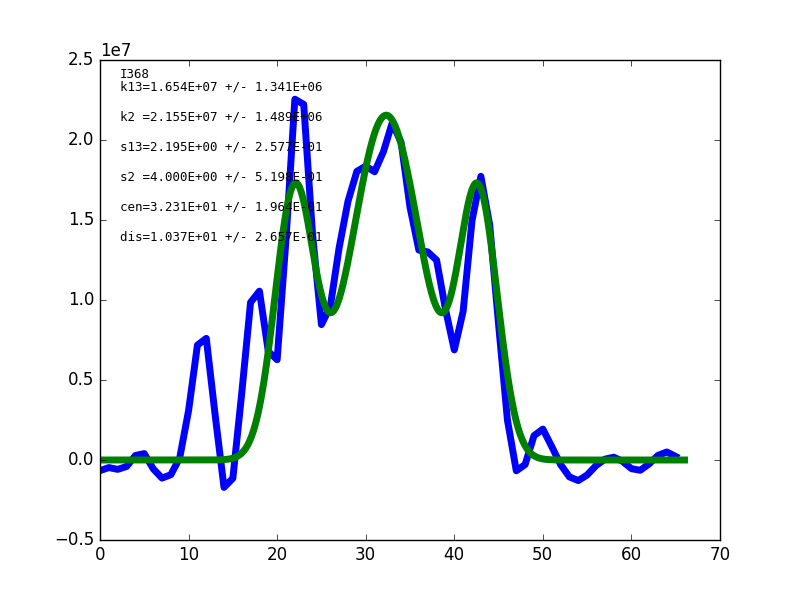 1e7
I368
k13=1.654E+07 +/- 1.341E+06
k2 =2.155E+07 +/- 1.489E+06
s13=2.195E+00 +/- 2.577E-01
s2 =4.000E+00 +/- 5.198E-01
cen=3.231E+01 +/- 1.964E-01
dis=1.037E+01 +/- 2.657E-01
2.5
2.0
1.5
1.0
0.5
0.0
−0.5
0 10 20 30 40 50 60 70